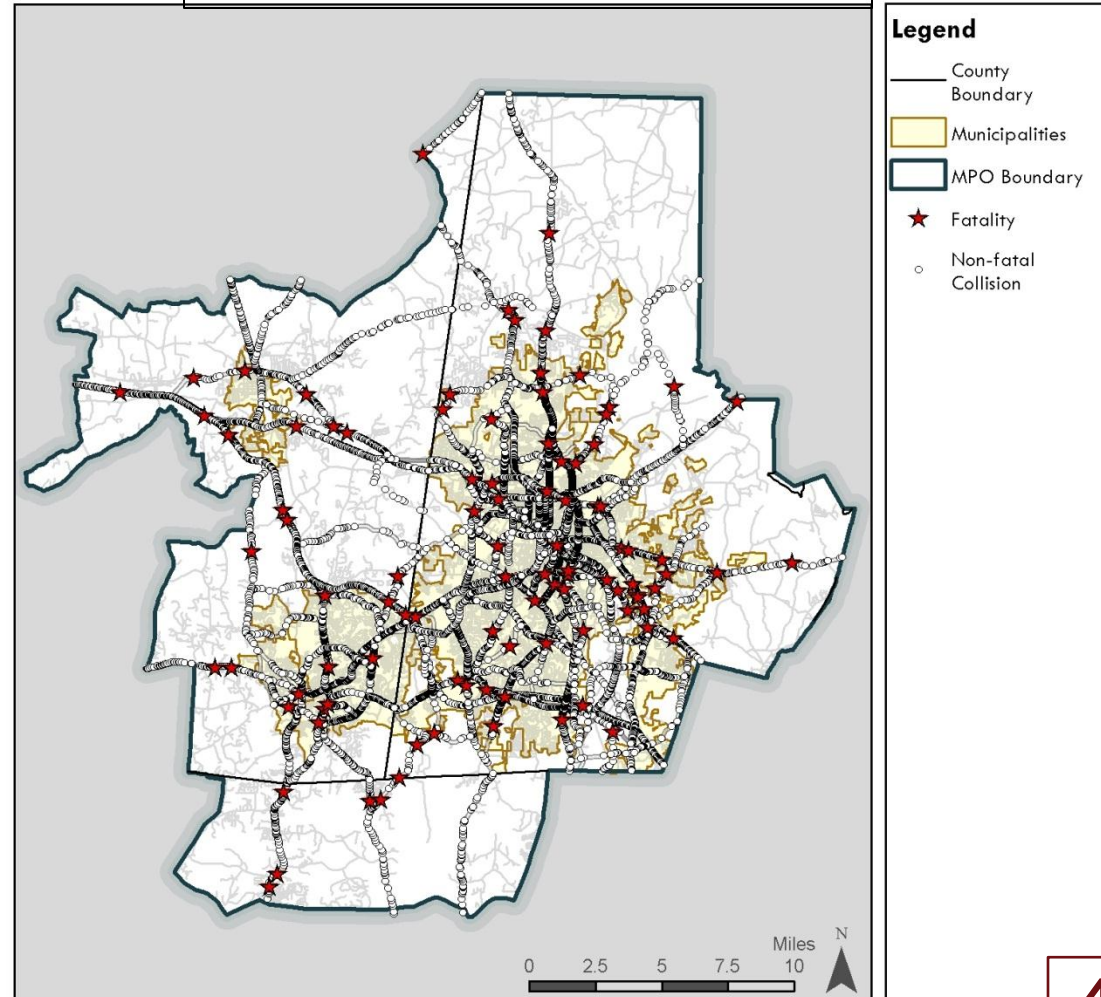 Legend
County
Boundary
Municipalities
MPO Boundary
Fatality
Non-fatal
Collision
Miles
N
0 2.5 5 7.5 10